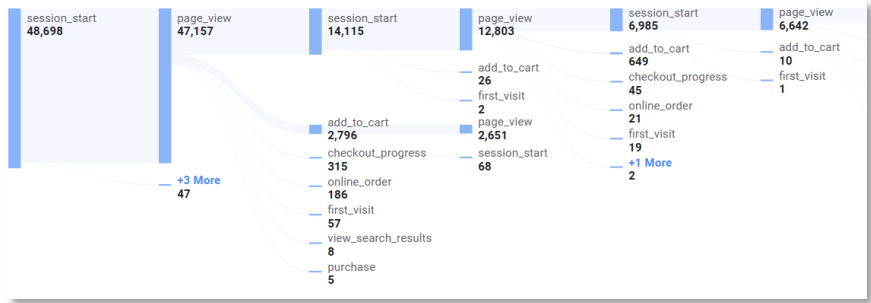 session_start
48,698
page_view
47,157
+3 More
47
session_start
14,115
add_to_cart
2,796
checkout_progress
315
online_order
186
first_visit
57
view_search_results
8
purchase
5
page_view
12,803
add_to_cart
26
first_visit
2
page_view
2,651
session_start
68
session_start
6,985
add_to_cart
649
checkout_progress
45
online_order
21
first_visit
19
+1 More
2
page_view
6,642
add_to_cart
10
first_visit
1